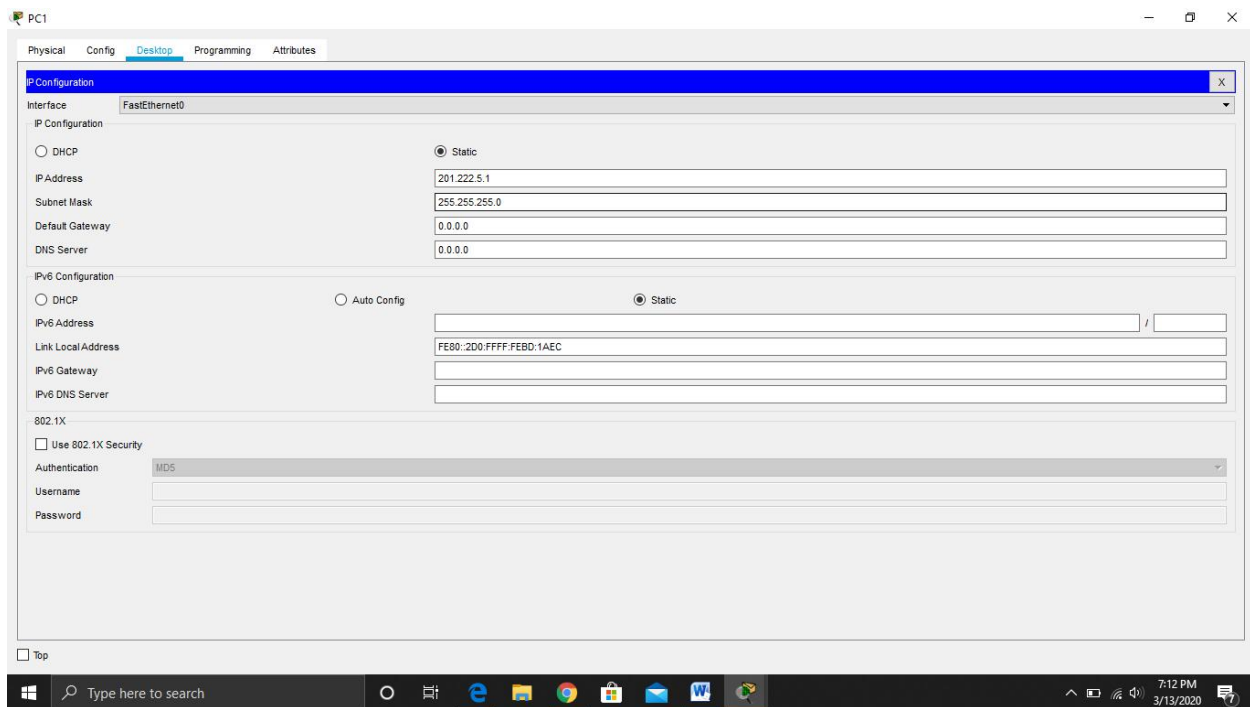 PC1
Physical Config Desktop Programming Attributes
IP Configuration X
Interface FastEthernet0
IP Configuration
DHCP Static
IP Address 201.222.5.1
Subnet Mask 255.255.255.0
Default Gateway 0.0.0.0
DNS Server 0.0.0.0
IPv6 Configuration
DHCP Auto Config Static
IPv6 Address /
Link Local Address FE80::2D0:FFFF:FEBD:1AEC
IPv6 Gateway
IPv6 DNS Server
802.1X
Use 802.1X Security
Authentication MD5
Username
Password
Top
Type here to search 7:12 PM
3/13/2020 7